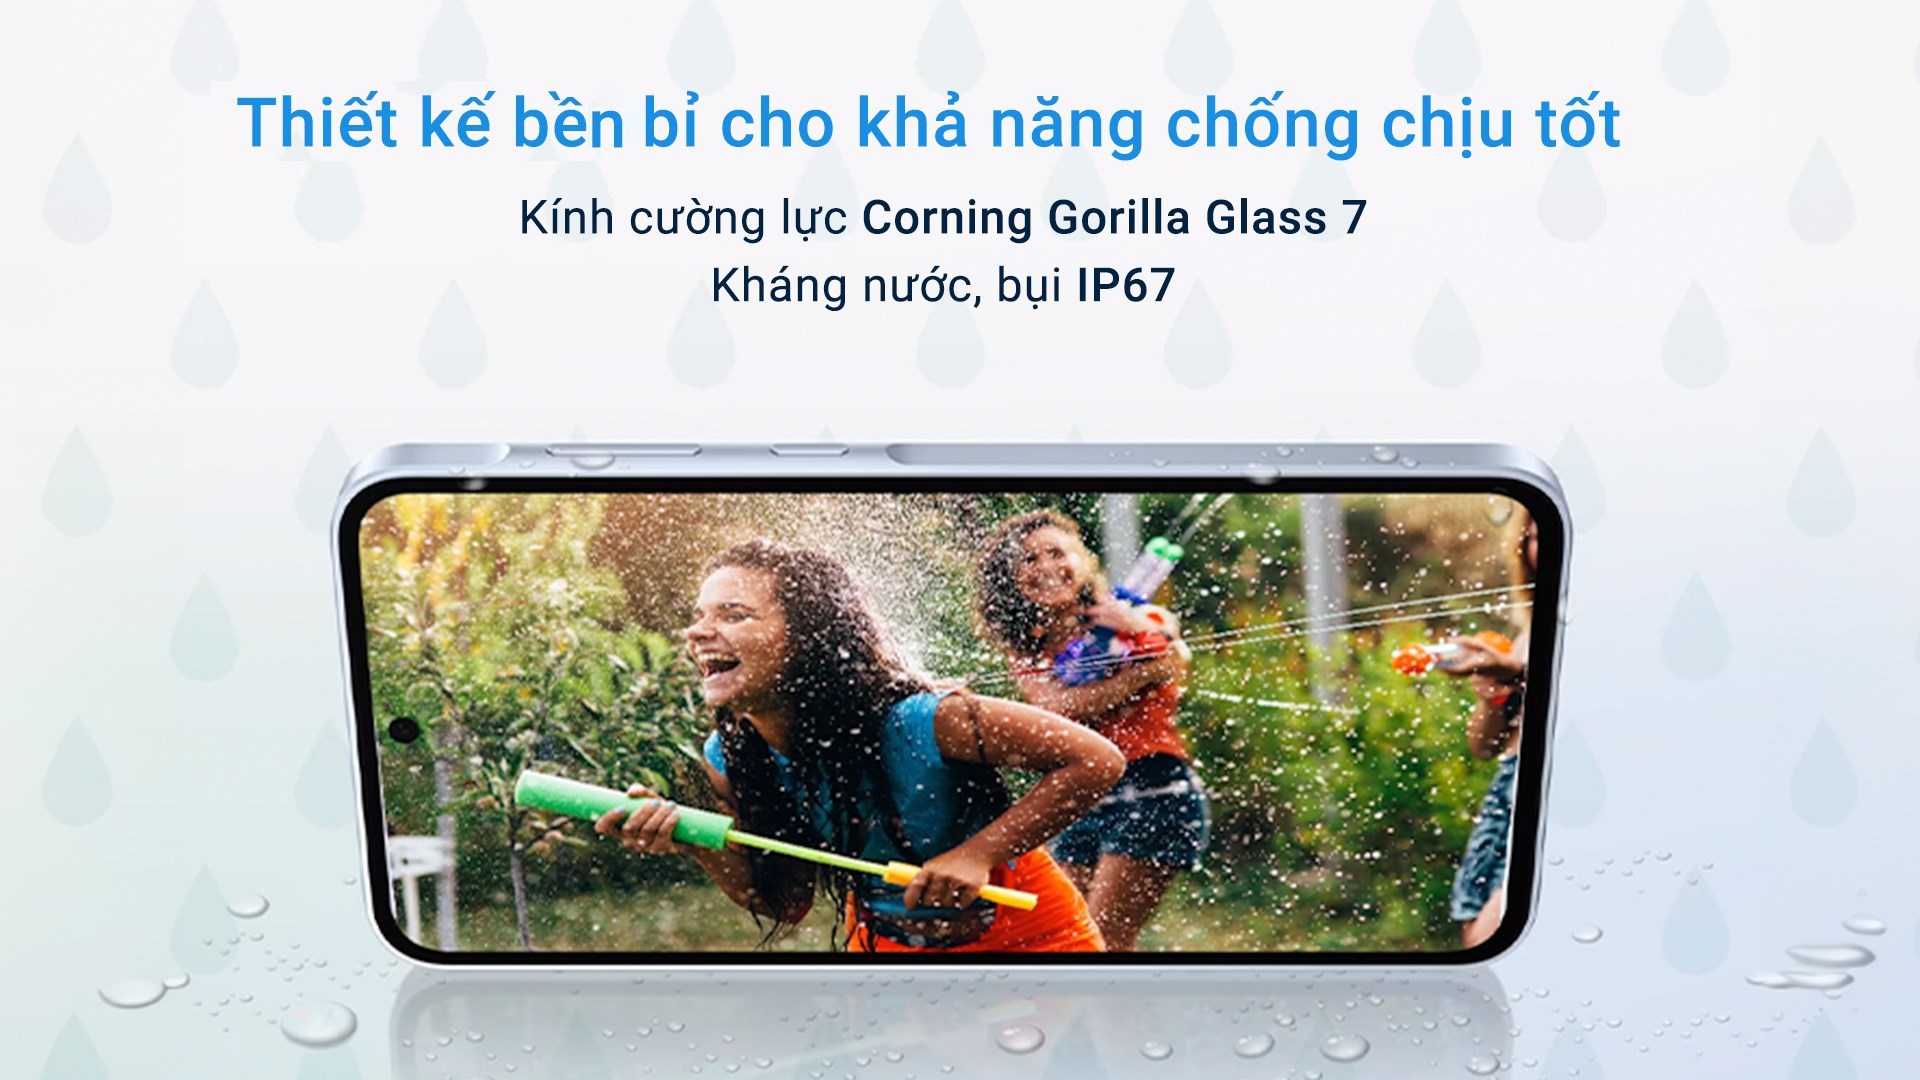 Thiết kế bền bỉ cho khả năng chống chịu tốt
Kính cường lực Corning Gorilla Glass 7
Kháng nước, bụi IP67